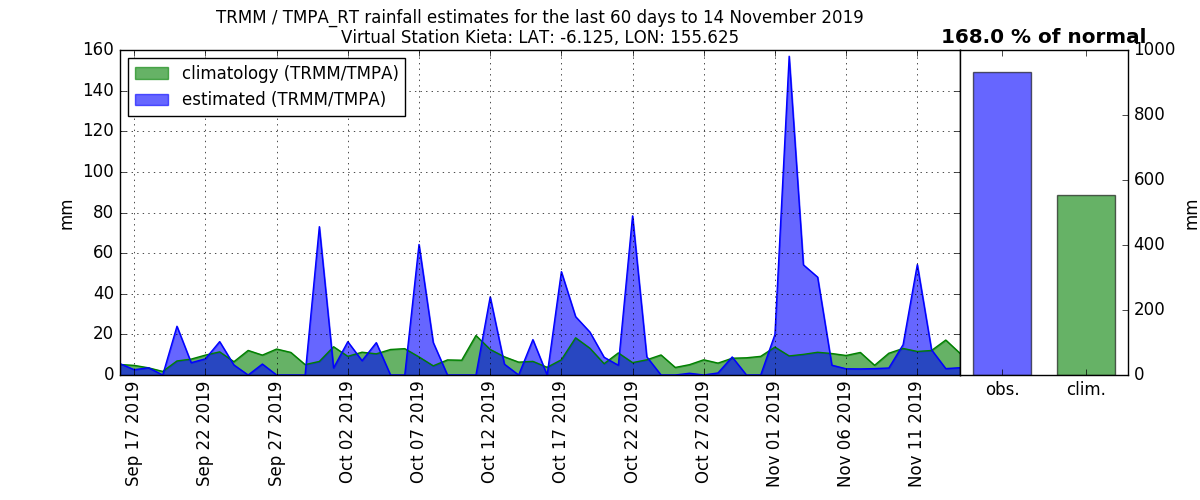 TRMM / TMPA_RT rainfall estimates for the last 60 days to 14 November 2019
Virtual Station Kieta: LAT: -6.125, LON: 155.625
168.0 % of normal
climatology (TRMM/TMPA)
estimated (TRMM/TMPA)
160
140
120
100
80
60
40
20
0
mm
Sep 17 2019
Sep 22 2019
Sep 27 2019
Oct 02 2019
Oct 07 2019
Oct 12 2019
Oct 17 2019
Oct 22 2019
Oct 27 2019
Nov 01 2019
Nov 06 2019
Nov 11 2019
1000
800
600
400
200
0
mm
obs.
clim.